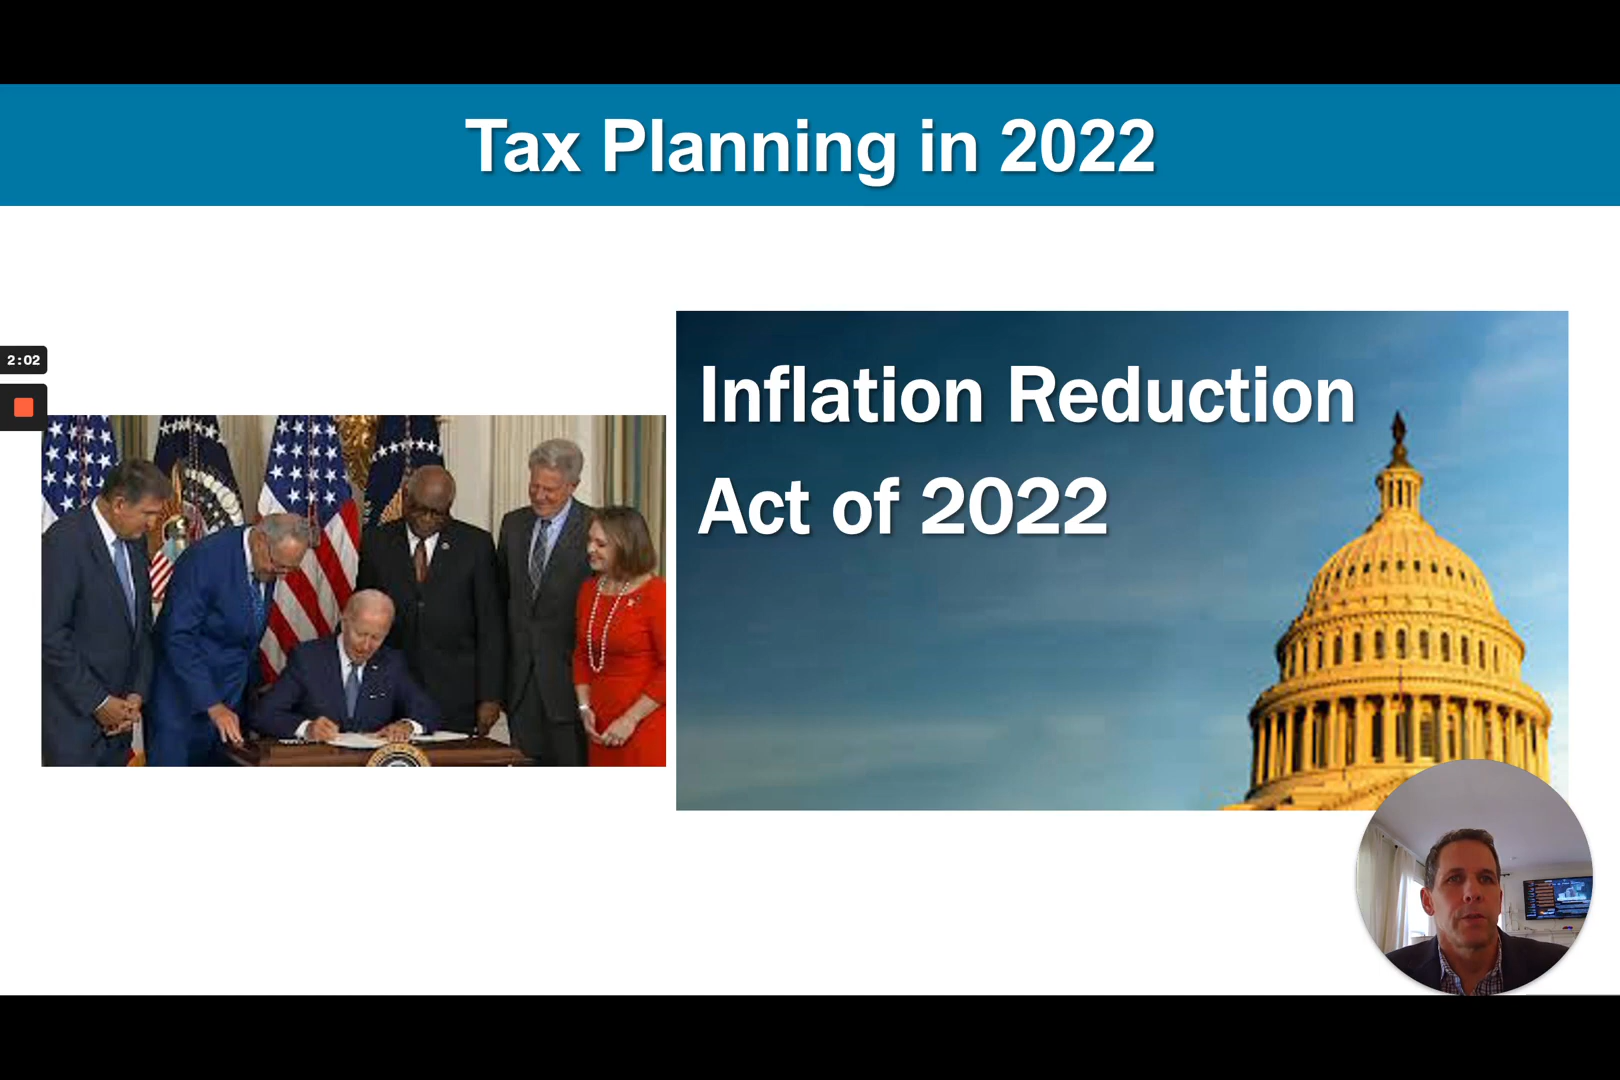 Tax Planning in 2022
2:02
Inflation Reduction
Act of 2022